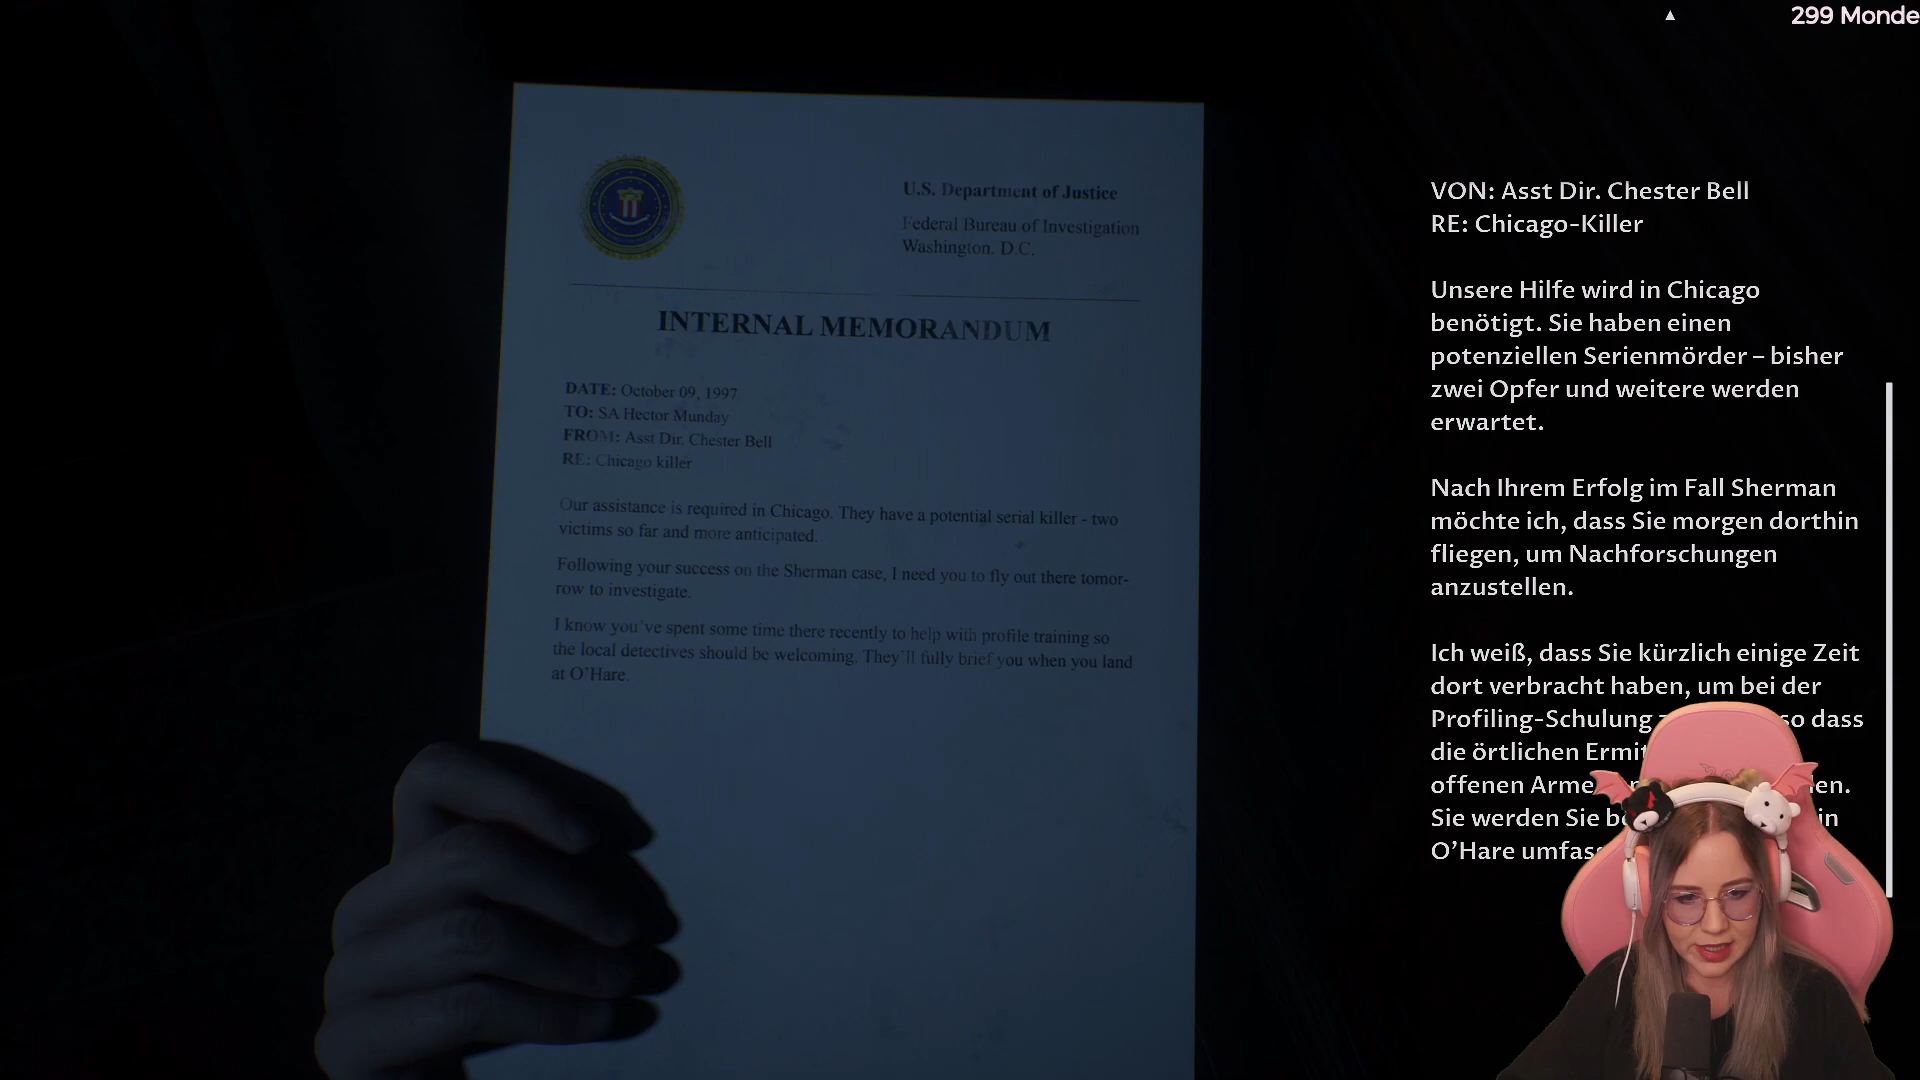 299 Monde
U.S. Department of Justice
Federal Bureau of Investigation
Washington. D.C.
INTERNAL MEMORANDUM
DATE: October 09, 1997
TO: SA Hector Munday
FROM: Asst Dir. Chester Bell
RE: Chicago killer
Our assistance is required in Chicago. They have a potential serial killer - two
victims so far and more anticipated.
Following your success on the Sherman case, I need you to fly out there tomor-
row to investigate.
I know you've spent some time there recently to help with profile training so
the local detectives should be welcoming. They'll fully brief you when you land
at O'Hare.
VON: Asst Dir. Chester Bell
RE: Chicago-Killer
Unsere Hilfe wird in Chicago
benötigt. Sie haben einen
potenziellen Serienmörder – bisher
zwei Opfer und weitere werden
erwartet.
Nach Ihrem Erfolg im Fall Sherman
möchte ich, dass Sie morgen dorthin
fliegen, um Nachforschungen
anzustellen.
Ich weiß, dass Sie kürzlich einige Zeit
dort verbracht haben, um bei der
Profiling-Schulung so dass
die örtlichen
offenen
Sie werden Sie in
O'Hare